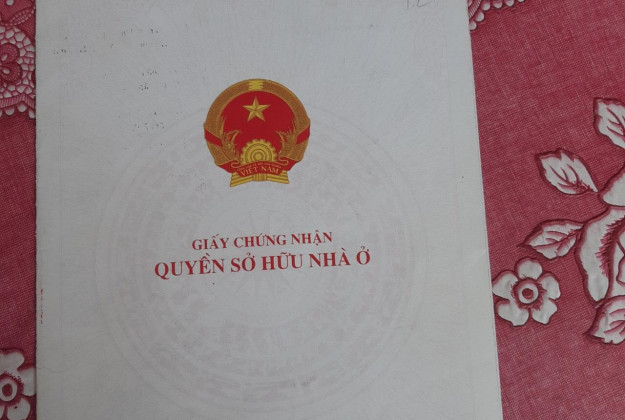 VIỆT NAM
GIẤY CHỨNG NHẬN
QUYỀN SỞ HỮU NHÀ Ở